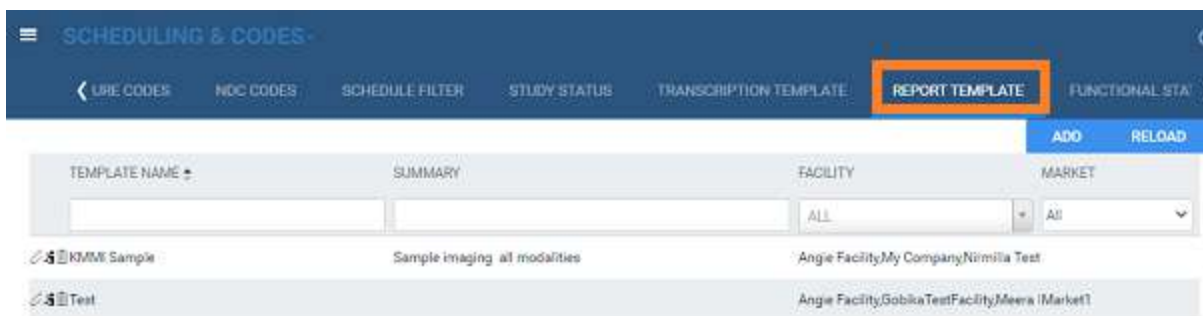 SCHEDULING & CODES
URE CODES NDC CODES SCHEDULE FILTER STUDY STATUS TRANSCRIPTION TEMPLATE REPORT TEMPLATE FUNCTIONAL STA
ADD RELOAD
TEMPLATE NAME SUMMARY FACILITY MARKET
ALL All
KMMI Sample Sample imaging all modalities Angie Facility,My Company,Nirmilla Test
Test Angie Facility,GobikaTestFacility,Meera IMarket1